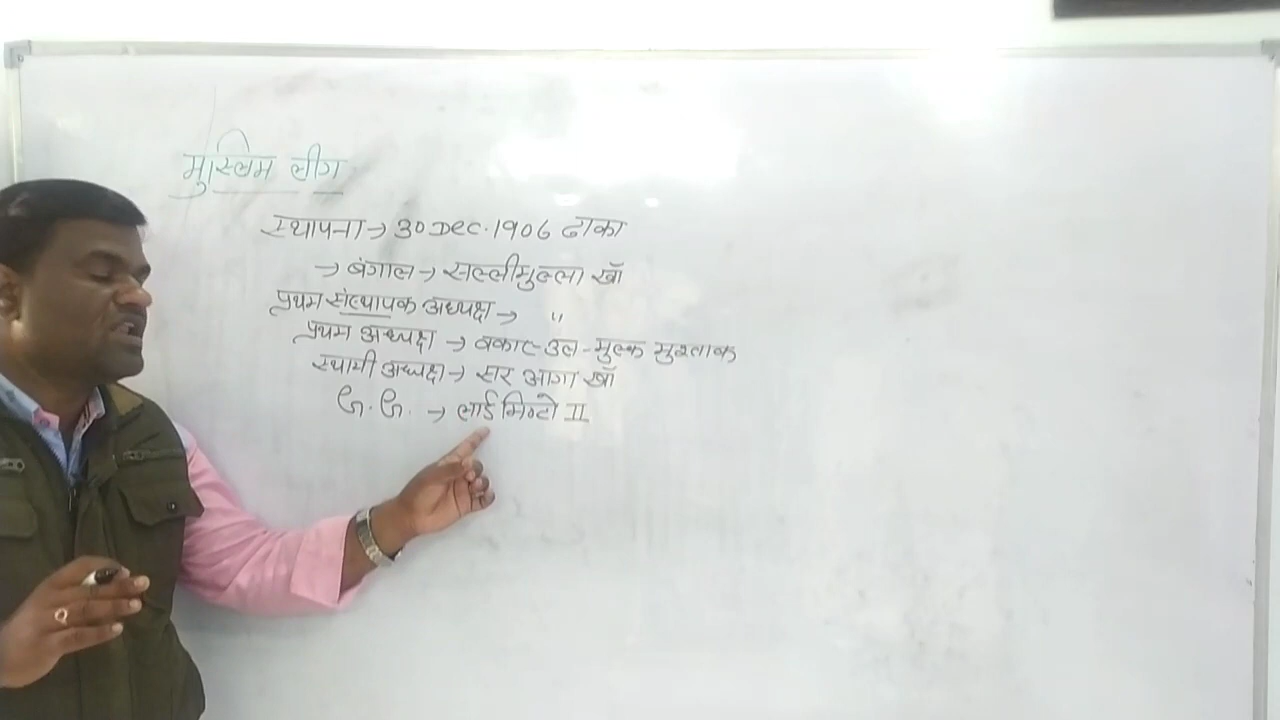 मुस्लिम लीग
स्थापना → 30 Dec. 1906 ढाका
→ बंगाल → सल्लीमुल्ला खाँ
प्रथम संस्थापक अध्यक्ष → "
प्रथम अध्यक्ष → वकार-उल-मुल्क मुस्ताक
स्थामी अध्यक्ष → सर आगा खाँ
G.G. → लार्ड मिण्टो II